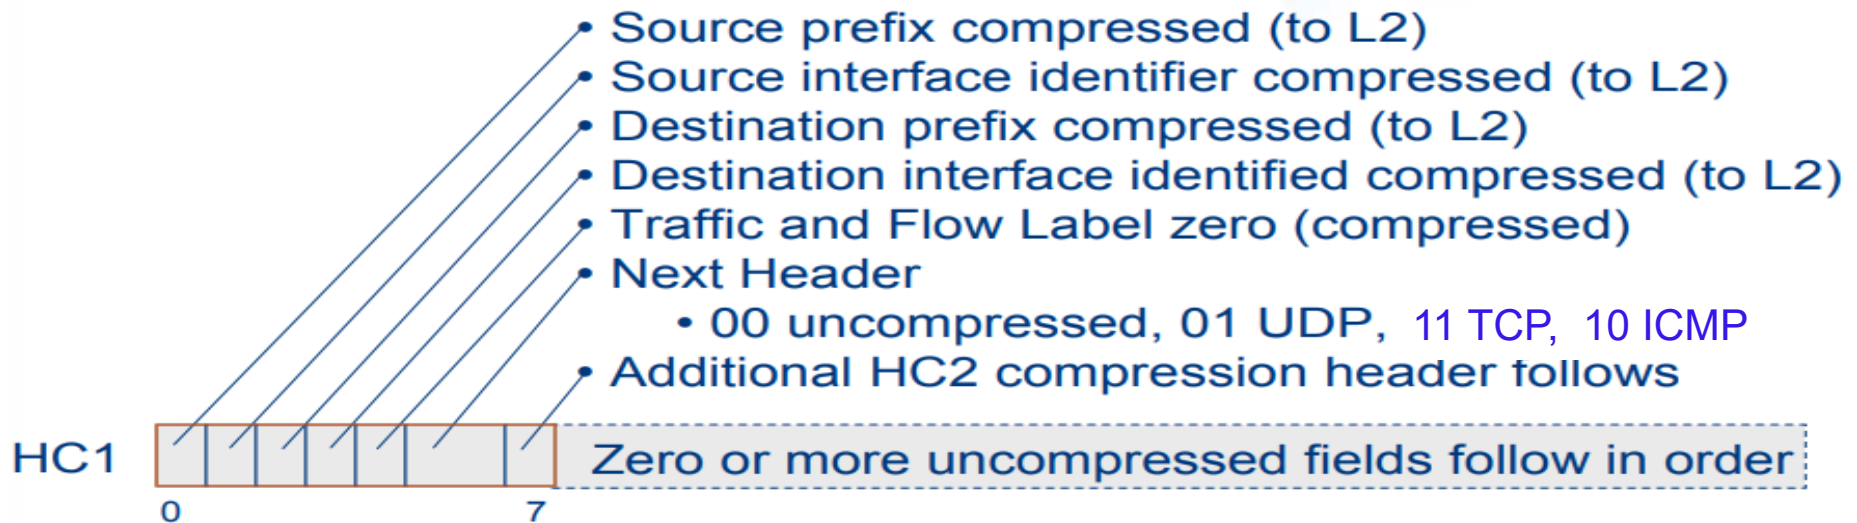 • Source prefix compressed (to L2)
• Source interface identifier compressed (to L2)
• Destination prefix compressed (to L2)
• Destination interface identified compressed (to L2)
• Traffic and Flow Label zero (compressed)
• Next Header
• 00 uncompressed, 01 UDP, 11 TCP, 10 ICMP
• Additional HC2 compression header follows
HC1 Zero or more uncompressed fields follow in order
0 7